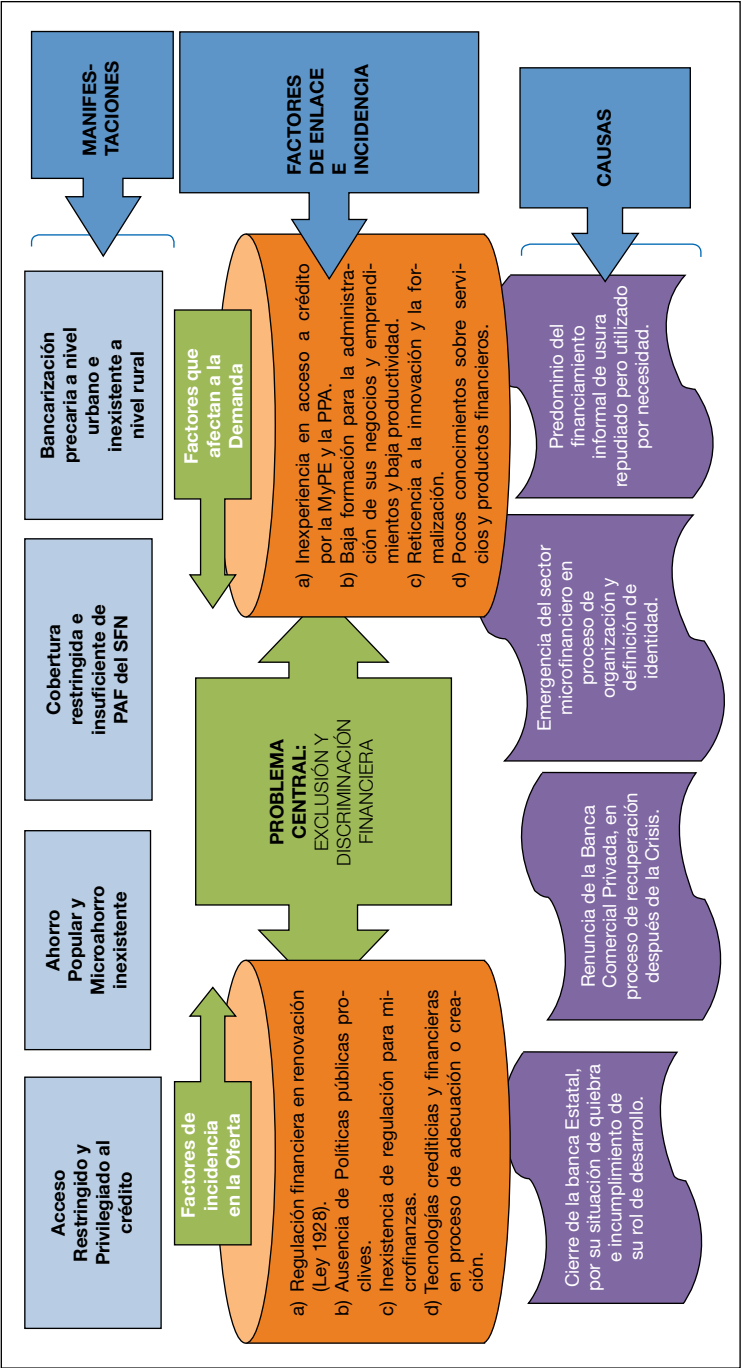 Acceso
Restringido y
Privilegiado al
crédito
Ahorro
Popular y
Microahorro
inexistente
Cobertura
restringida e
insuficiente de
PAF del SFN
Bancarización
precaria a nivel
urbano e
inexistente a
nivel rural
MANIFES-
TACIONES
Factores de
incidencia
en la Oferta
a) Regulación financiera en renovación
(Ley 1928).
b) Ausencia de Políticas públicas pro-
clives.
c) Inexistencia de regulación para mi-
crofinanzas.
d) Tecnologías crediticias y financieras
en proceso de adecuación o crea-
ción.
PROBLEMA
CENTRAL:
EXCLUSIÓN Y
DISCRIMINACIÓN
FINANCIERA
Factores que
afectan a la
Demanda
a) Inexperiencia en acceso a crédito
por la MyPE y la PPA.
b) Baja formación para la administra-
ción de sus negocios y emprendi-
mientos y baja productividad.
c) Reticencia a la innovación y la for-
malización.
d) Pocos conocimientos sobre servi-
cios y productos financieros.
FACTORES
DE ENLACE
E
INCIDENCIA
Cierre de la banca Estatal,
por su situación de quiebra
e incumplimiento de
su rol de desarrollo.
Renuncia de la Banca
Comercial Privada, en
proceso de recuperación
después de la Crisis.
Emergencia del sector
microfinanciero en
proceso de
organización y
definición de
identidad.
Predominio del
financiamiento
informal de usura
repudiado pero utilizado
por necesidad.
CAUSAS